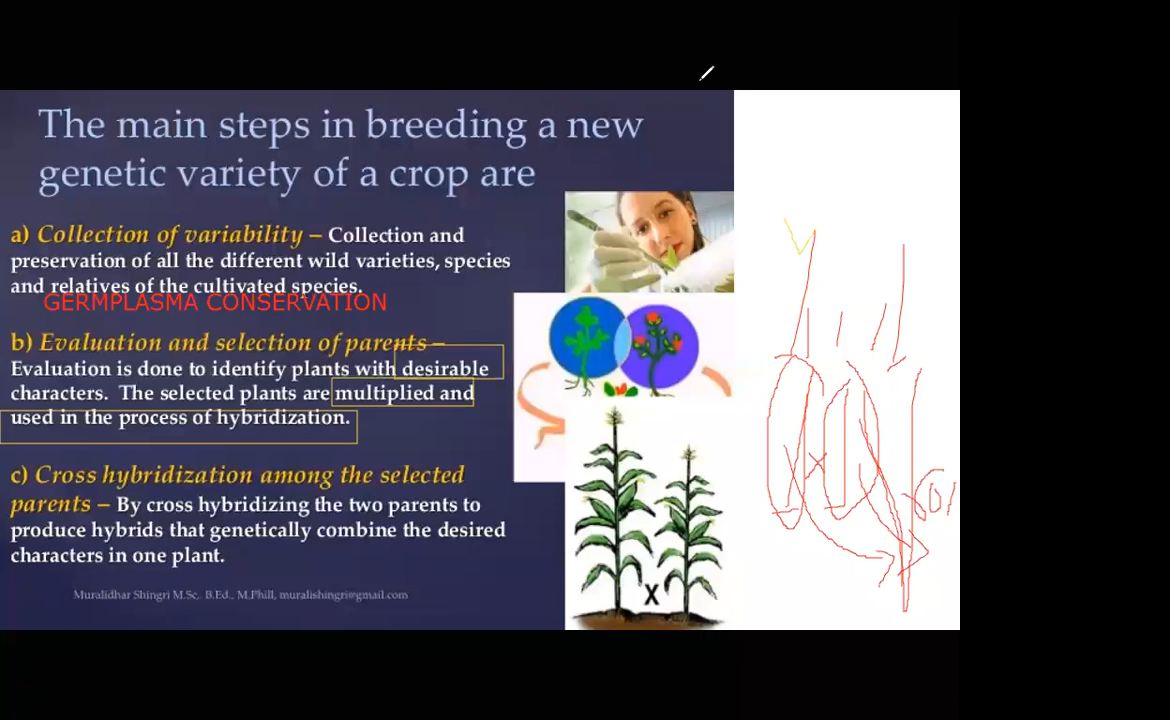 The main steps in breeding a new
genetic variety of a crop are
a) Collection of variability – Collection and
preservation of all the different wild varieties, species
and relatives of the cultivated species.
GERMPLASMA CONSERVATION
b) Evaluation and selection of parents –
Evaluation is done to identify plants with desirable
characters. The selected plants are multiplied and
used in the process of hybridization.
c) Cross hybridization among the selected
parents – By cross hybridizing the two parents to
produce hybrids that genetically combine the desired
characters in one plant.
X
Muralidhar Shingri M.Sc,. B.Ed., M.Phill, muralishingri@gmail.com